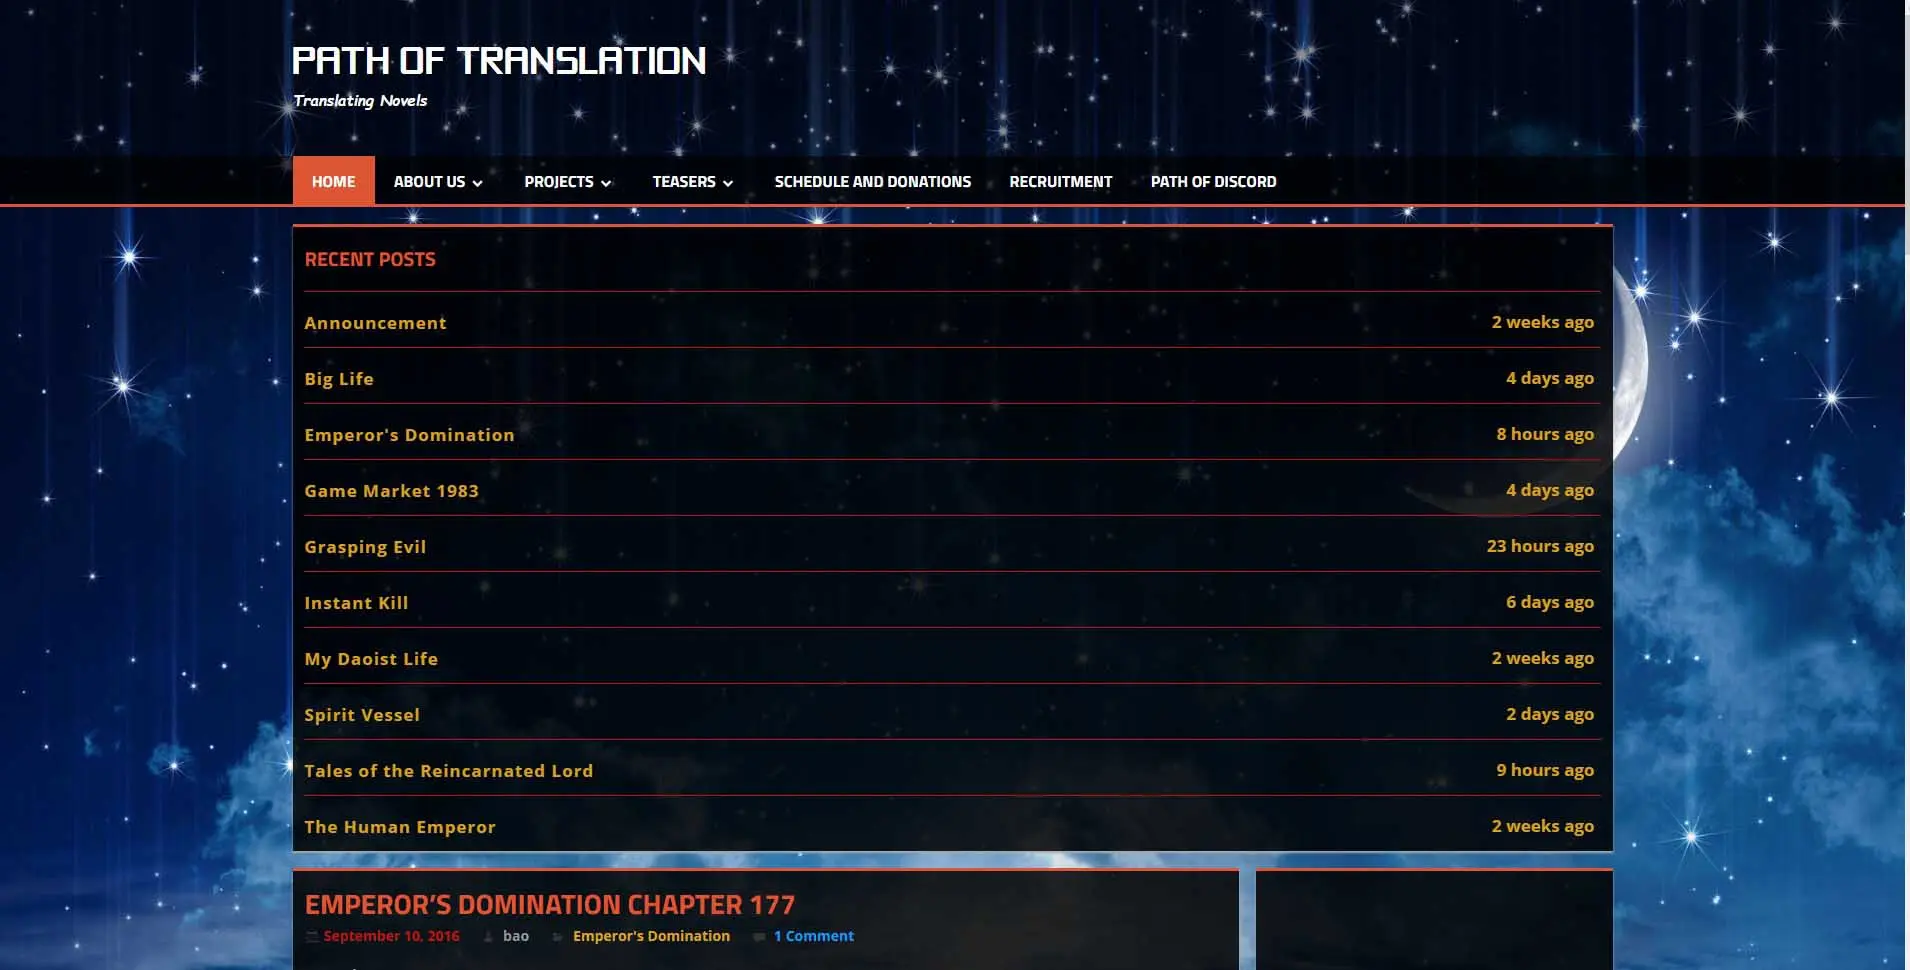 PATH OF TRANSLATION
Translating Novels
HOME ABOUT US PROJECTS TEASERS SCHEDULE AND DONATIONS RECRUITMENT PATH OF DISCORD
RECENT POSTS
Announcement 2 weeks ago
Big Life 4 days ago
Emperor's Domination 8 hours ago
Game Market 1983 4 days ago
Grasping Evil 23 hours ago
Instant Kill 6 days ago
My Daoist Life 2 weeks ago
Spirit Vessel 2 days ago
Tales of the Reincarnated Lord 9 hours ago
The Human Emperor 2 weeks ago
EMPEROR’S DOMINATION CHAPTER 177
September 10, 2016 bao Emperor's Domination 1 Comment